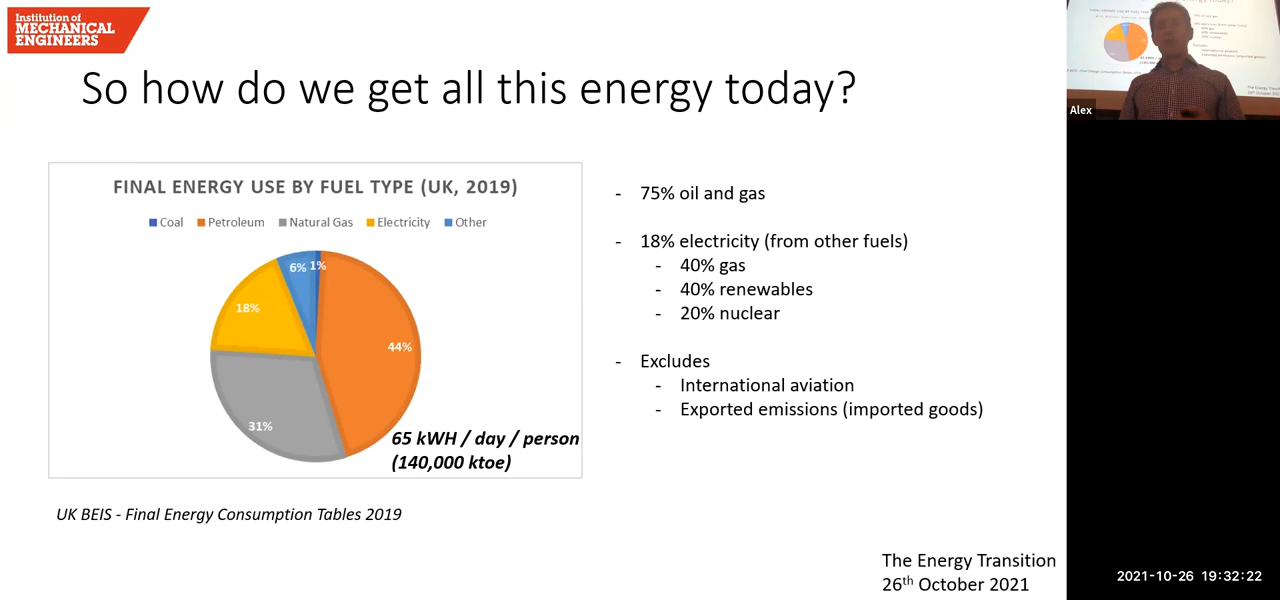 Institution of
MECHANICAL
ENGINEERS
So how do we get all this energy today?
FINAL ENERGY USE BY FUEL TYPE (UK, 2019)
Coal Petroleum Natural Gas Electricity Other
6% 1%
18%
44%
31%
65 kWH / day / person
(140,000 ktoe)
UK BEIS - Final Energy Consumption Tables 2019
- 75% oil and gas
- 18% electricity (from other fuels)
- 40% gas
- 40% renewables
- 20% nuclear
- Excludes
- International aviation
- Exported emissions (imported goods)
The Energy Transition
26th October 2021
Alex
2021-10-26 19:32:22